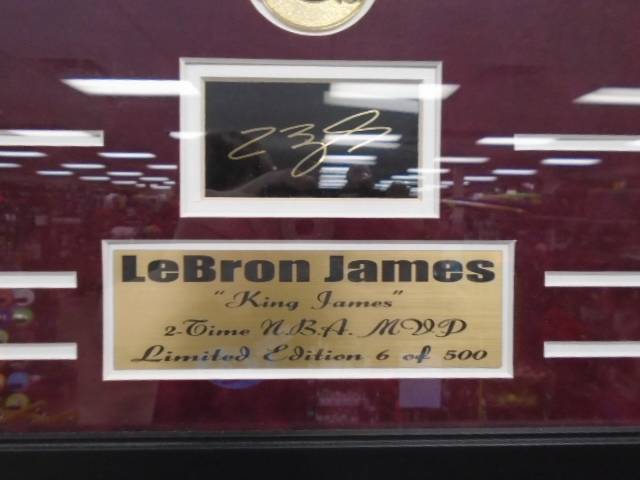 LeBron James
"King James"
2-Time N.B.A. MVP
Limited Edition 6 of 500